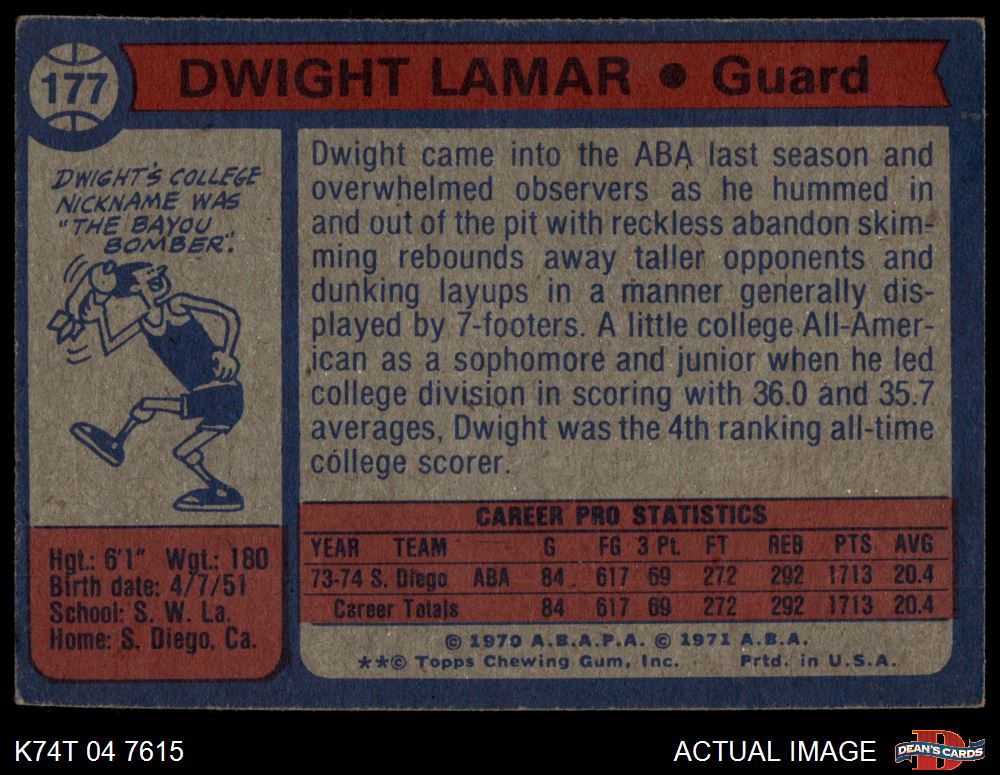 177
DWIGHT LAMAR • Guard
DWIGHT'S COLLEGE
NICKNAME WAS
"THE BAYOU
BOMBER".
Dwight came into the ABA last season and
overwhelmed observers as he hummed in
and out of the pit with reckless abandon skim-
ming rebounds away taller opponents and
dunking layups in a manner generally dis-
played by 7-footers. A little college All-Amer-
ican as a sophomore and junior when he led
college division in scoring with 36.0 and 35.7
averages, Dwight was the 4th ranking all-time
college scorer.
Hgt.: 6'1" Wgt.: 180
Birth date: 4/7/51
School: S. W. La.
Home: S. Diego, Ca.
CAREER PRO STATISTICS
YEAR TEAM G FG 3 Pt. FT REB PTS AVG
73-74 S. Diego ABA 84 617 69 272 292 1713 20.4
Career Totals 84 617 69 272 292 1713 20.4
© 1970 A.B.A.P.A. © 1971 A.B.A.
**© Topps Chewing Gum, Inc. Prtd. in U.S.A.
K74T 04 7615
ACTUAL IMAGE
D
DEAN'S CARDS